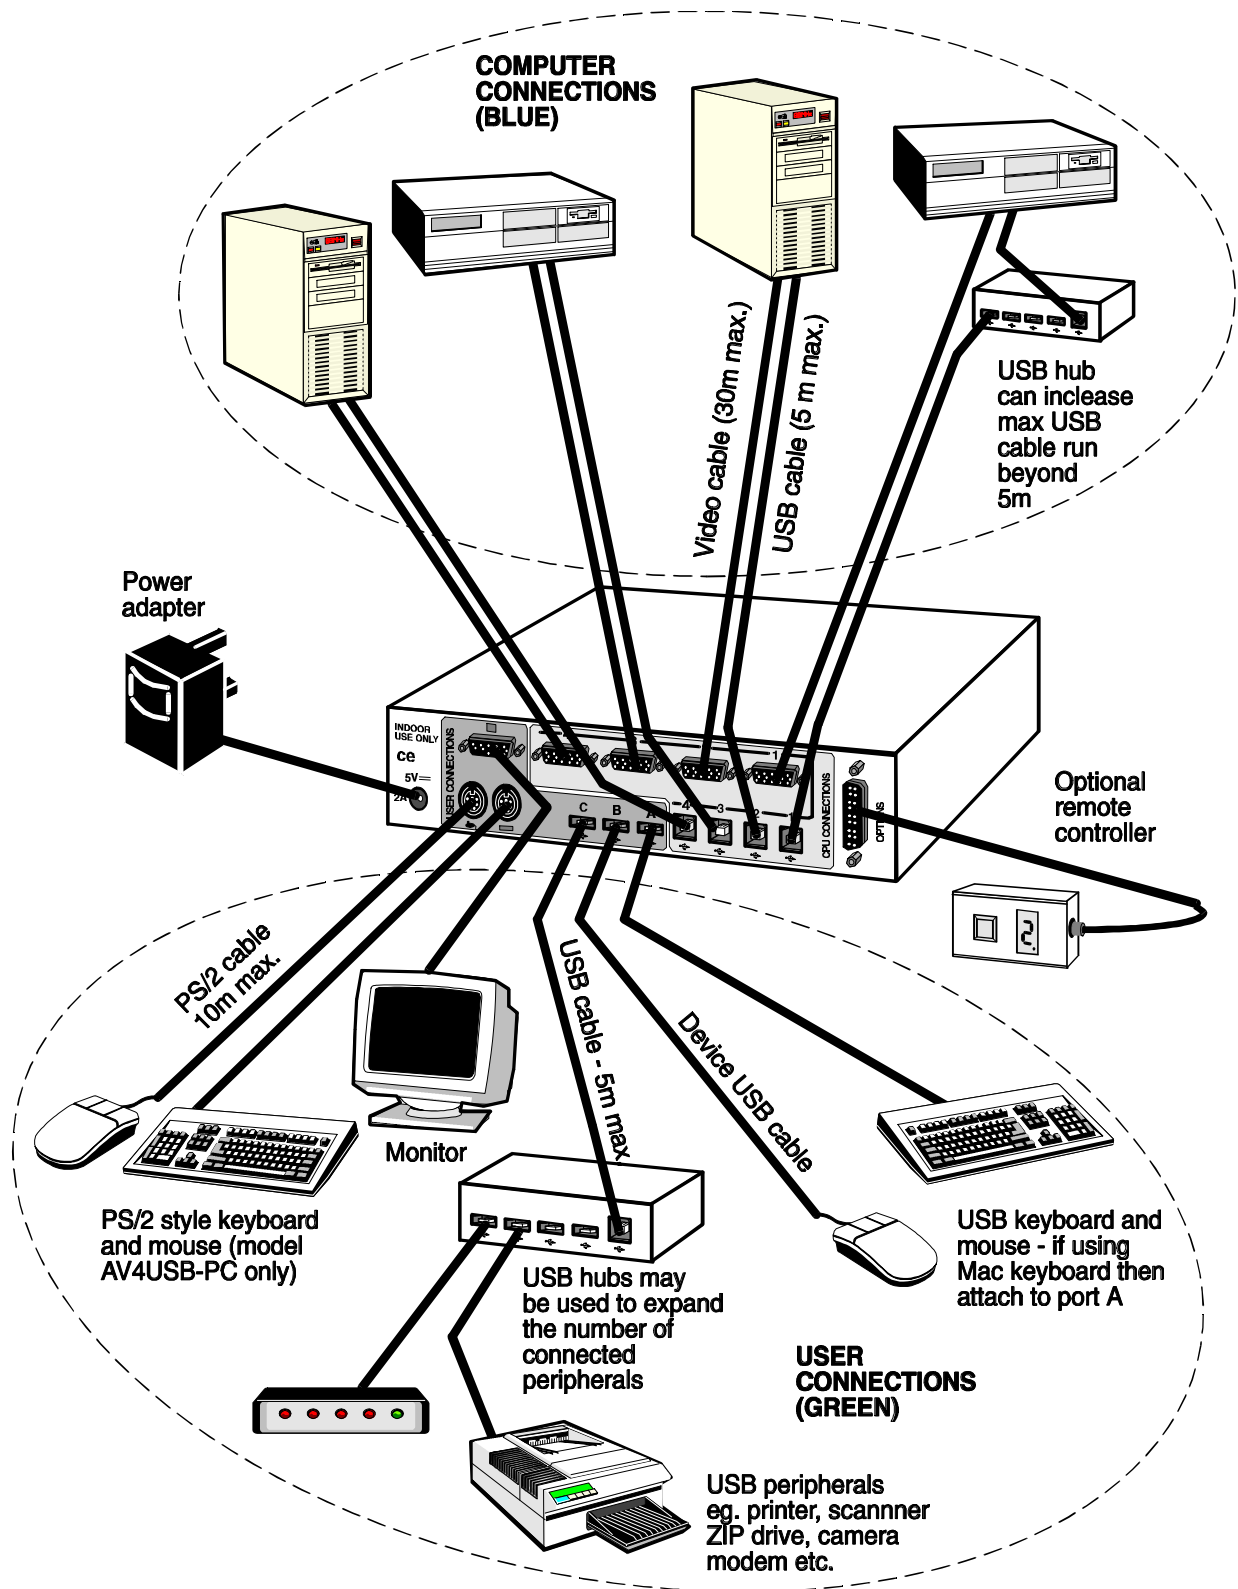 COMPUTER
CONNECTIONS
(BLUE)
Video cable (30m max.)
USB cable (5 m max.)
USB hub
can inclease
max USB
cable run
beyond
5m
Power
adapter
INDOOR
USE ONLY
CE
5V
2A
USER CONNECTIONS
1
C
B
A
4
3
2
1
CPU CONNECTIONS
OPTIONS
Optional
remote
controller
2.
PS/2 cable
10m max.
USB cable - 5m max
Device USB cable
Monitor
PS/2 style keyboard
and mouse (model
AV4USB-PC only)
USB hubs may
be used to expand
the number of
connected
peripherals
USB keyboard and
mouse - if using
Mac keyboard then
attach to port A
USER
CONNECTIONS
(GREEN)
USB peripherals
eg. printer, scannner
ZIP drive, camera
modem etc.